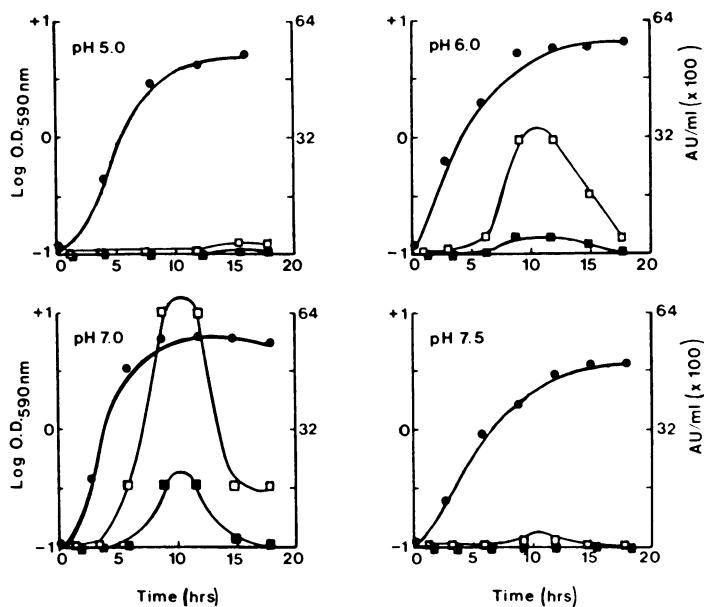 +1
0
-1
Log O.D.590nm
pH 5.0
64
32
0 5 10 15 20
+1
0
-1
pH 6.0
64
32
AU/ml (x 100)
0 5 10 15 20
+1
0
-1
Log O.D.590nm
pH 7.0
64
32
0 5 10 15 20
Time (hrs)
+1
0
-1
pH 7.5
64
32
AU/ml (x 100)
0 5 10 15 20
Time (hrs)